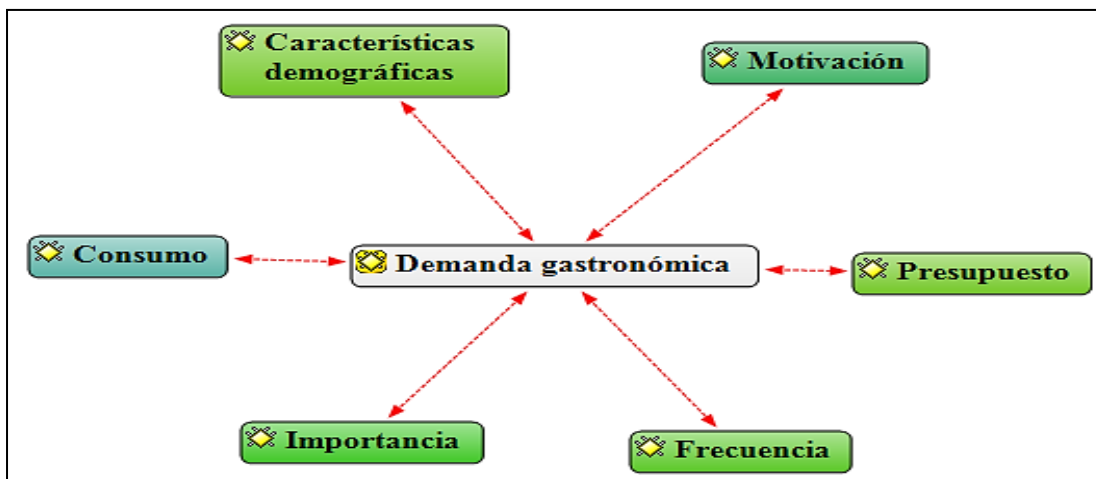 Características
demográficas
Motivación
Consumo
Demanda gastronómica
Presupuesto
Importancia
Frecuencia